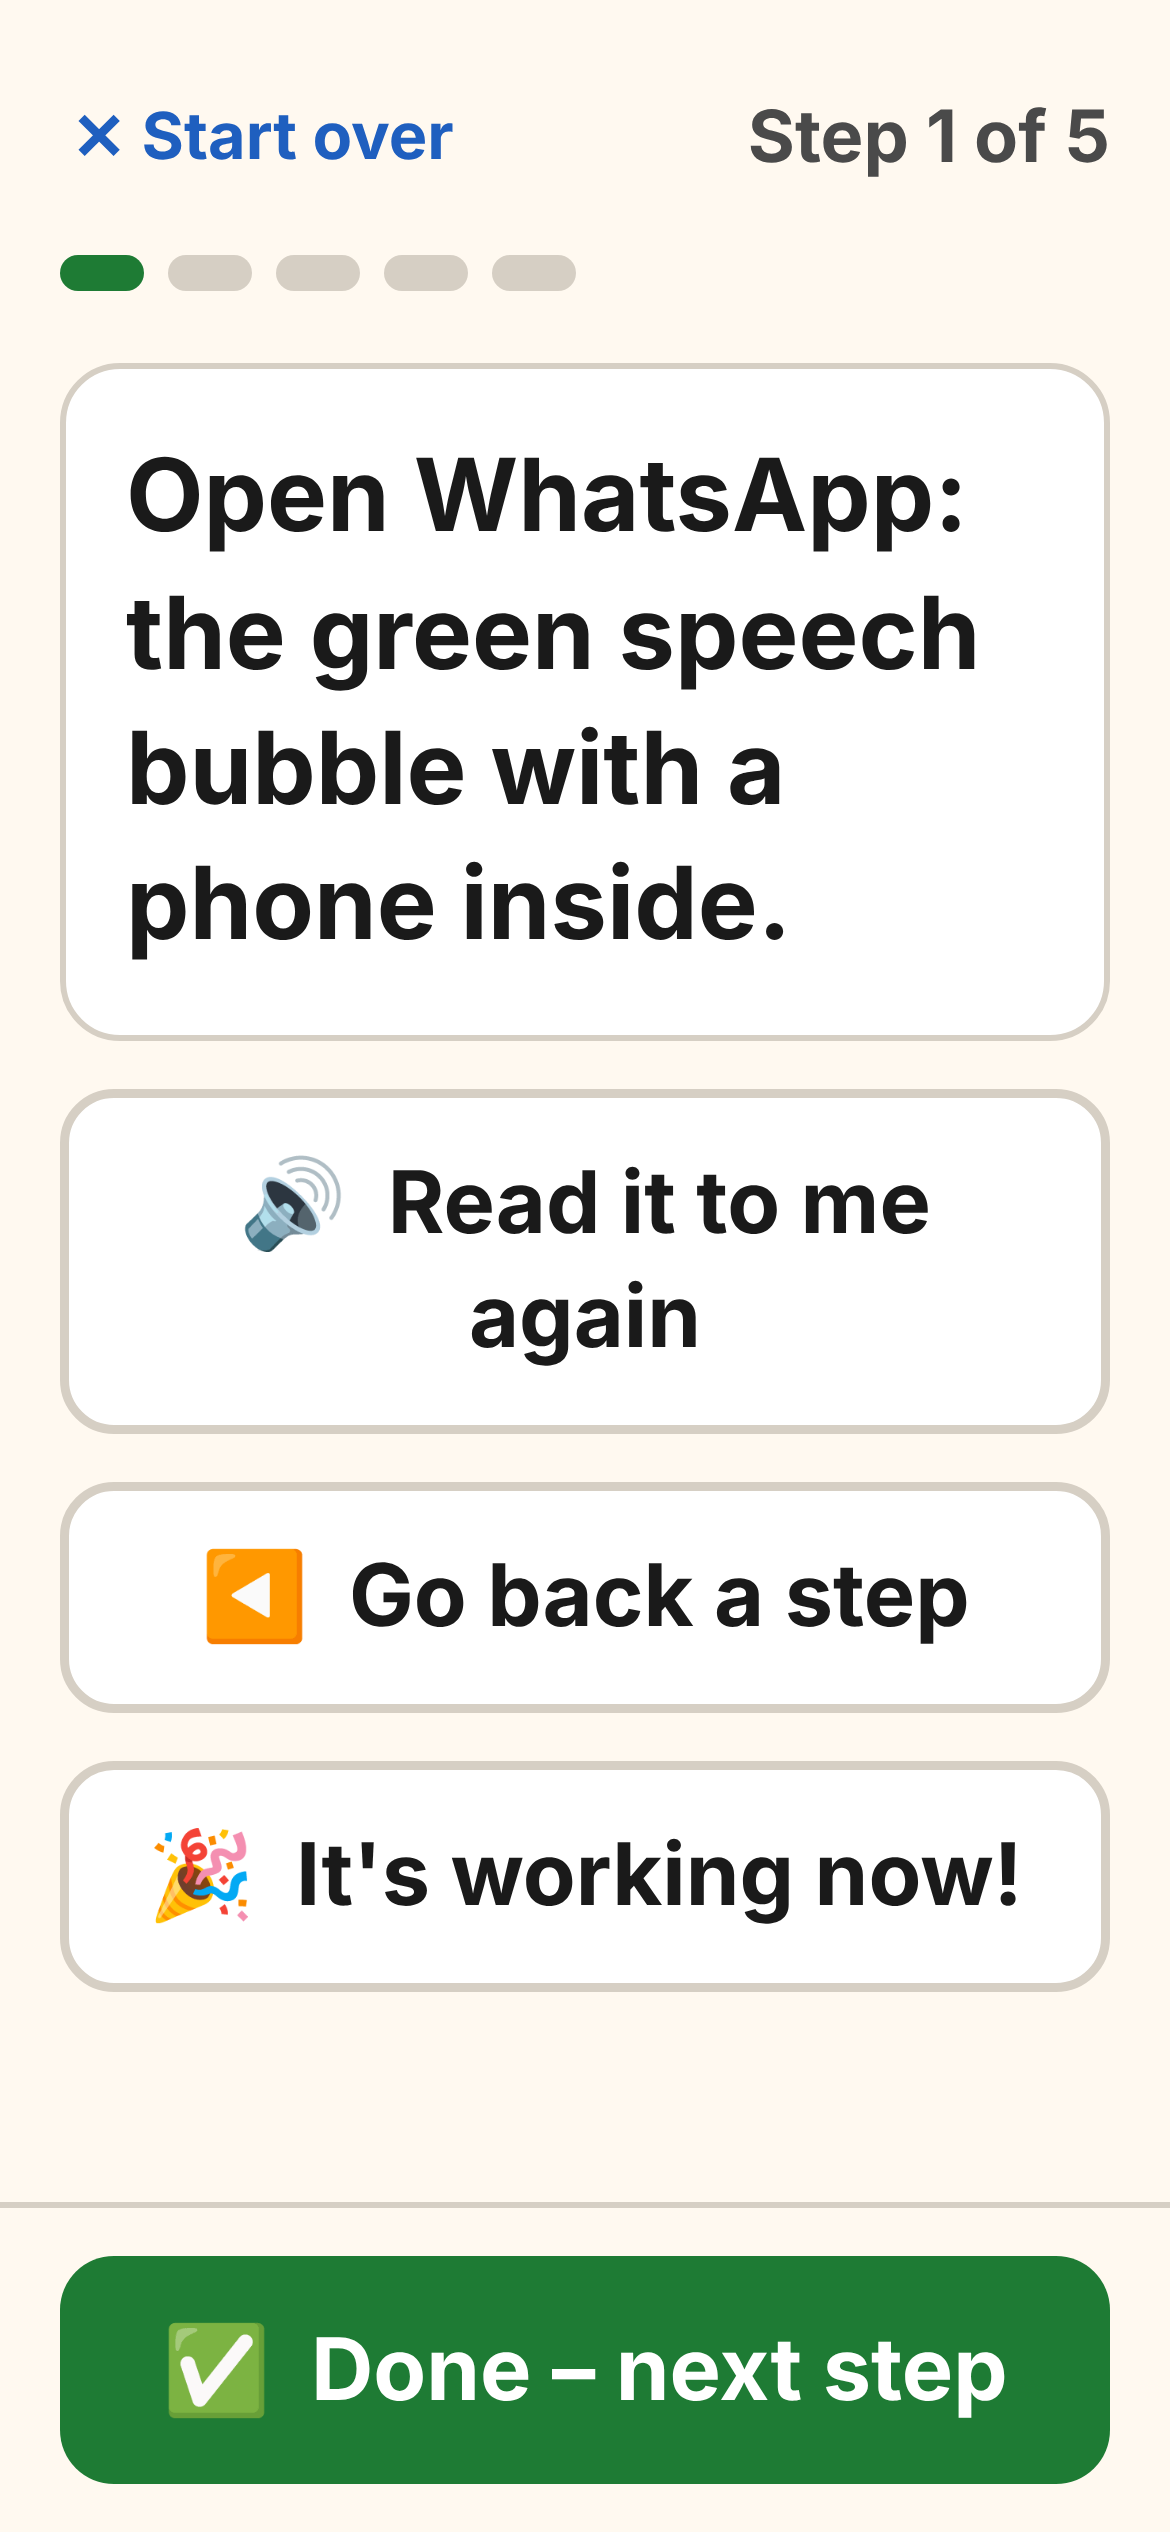 ✕ Start over
Step 1 of 5
Open WhatsApp:
the green speech
bubble with a
phone inside.
🔊 Read it to me
again
◀️ Go back a step
🎉 It's working now!
✅ Done – next step